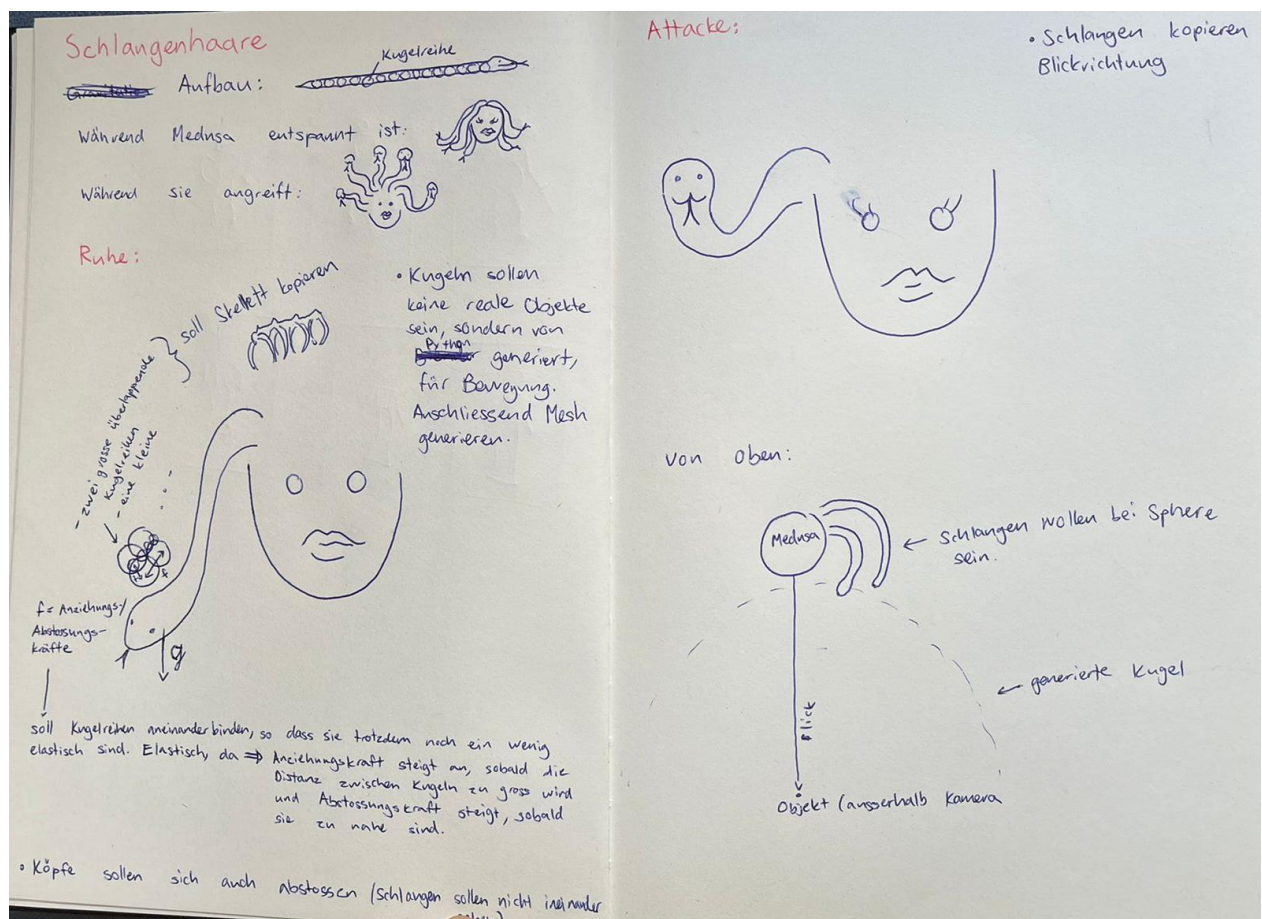 Schlangenhaare
Aufbau:
Kugelreihe
Während Medusa entspannt ist:
Während sie angreift:
Ruhe:
soll Skelett kopieren
- zwei grosse überlappende
Kugelreihen
- eine kleine
• Kugeln sollen
keine reale Objekte
sein, sondern von
Python
generiert,
für Bewegung.
Anschliessend Mesh
generieren.
f = Anziehungs-/
Abstossungs-
kräfte
f
g
soll Kugelreihen aneinanderbinden, so dass sie trotzdem noch ein wenig
elastisch sind. Elastisch, da ⇒ Anziehungskraft steigt an, sobald die
Distanz zwischen Kugeln zu gross wird
und Abstossungskraft steigt, sobald
sie zu nahe sind.
• Köpfe sollen sich auch abstossen (Schlangen sollen nicht ineinander
Attacke:
• Schlangen kopieren
Blickrichtung
von oben:
Medusa
← Schlangen wollen bei Sphere
sein.
← generierte Kugel
Blick
Objekt (ausserhalb Kamera